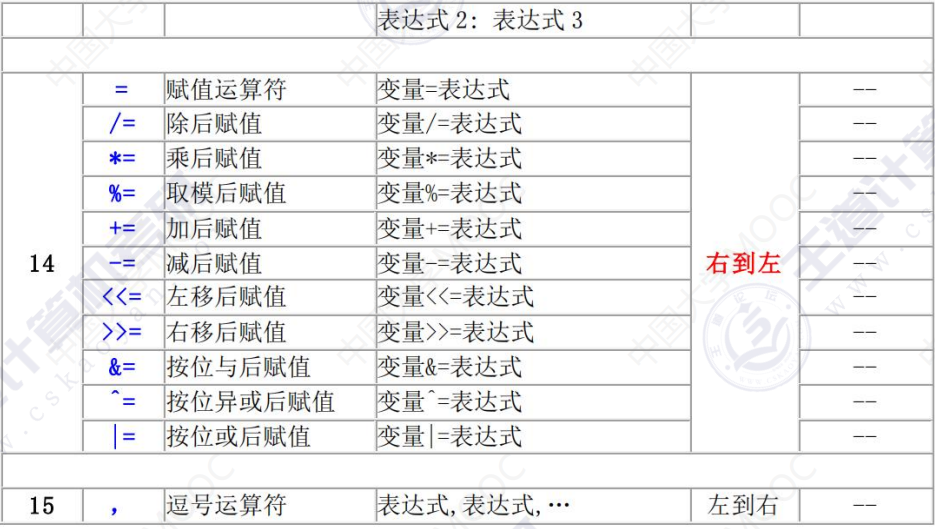 表达式 2: 表达式 3
= 赋值运算符 变量=表达式 --
/= 除后赋值 变量/=表达式 --
*= 乘后赋值 变量*=表达式 --
%= 取模后赋值 变量%=表达式 --
+= 加后赋值 变量+=表达式 --
14 -= 减后赋值 变量-=表达式 右到左 --
<<= 左移后赋值 变量<<=表达式 --
>>= 右移后赋值 变量>>=表达式 --
&= 按位与后赋值 变量&=表达式 --
^= 按位异或后赋值 变量^=表达式 --
|= 按位或后赋值 变量|=表达式 --
15 , 逗号运算符 表达式,表达式,… 左到右 --